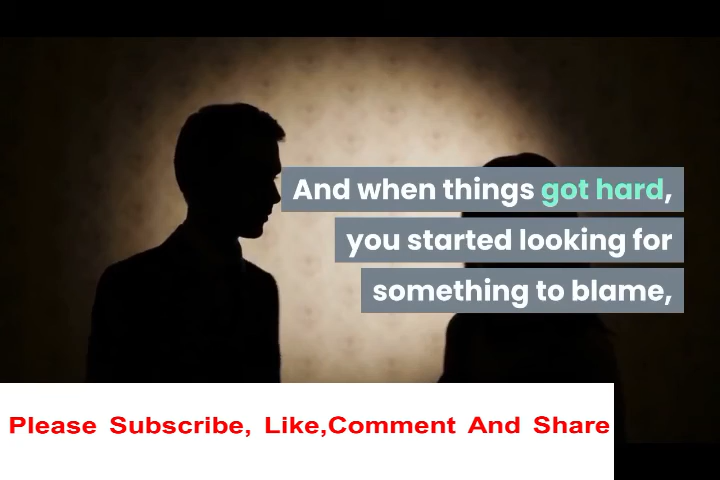 And when things got hard,
you started looking for
something to blame,
Please Subscribe, Like,Comment And Share